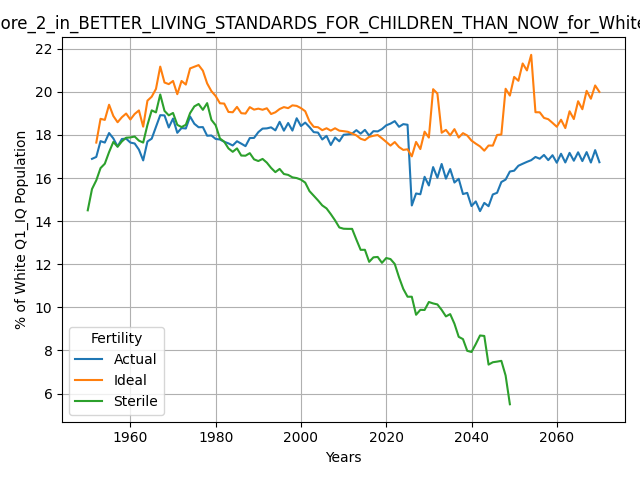 ore_2_in_BETTER_LIVING_STANDARDS_FOR_CHILDREN_THAN_NOW_for_White
% of White Q1_IQ Population
22
20
18
16
14
12
10
8
6
Fertility
Actual
Ideal
Sterile
1960 1980 2000 2020 2040 2060
Years